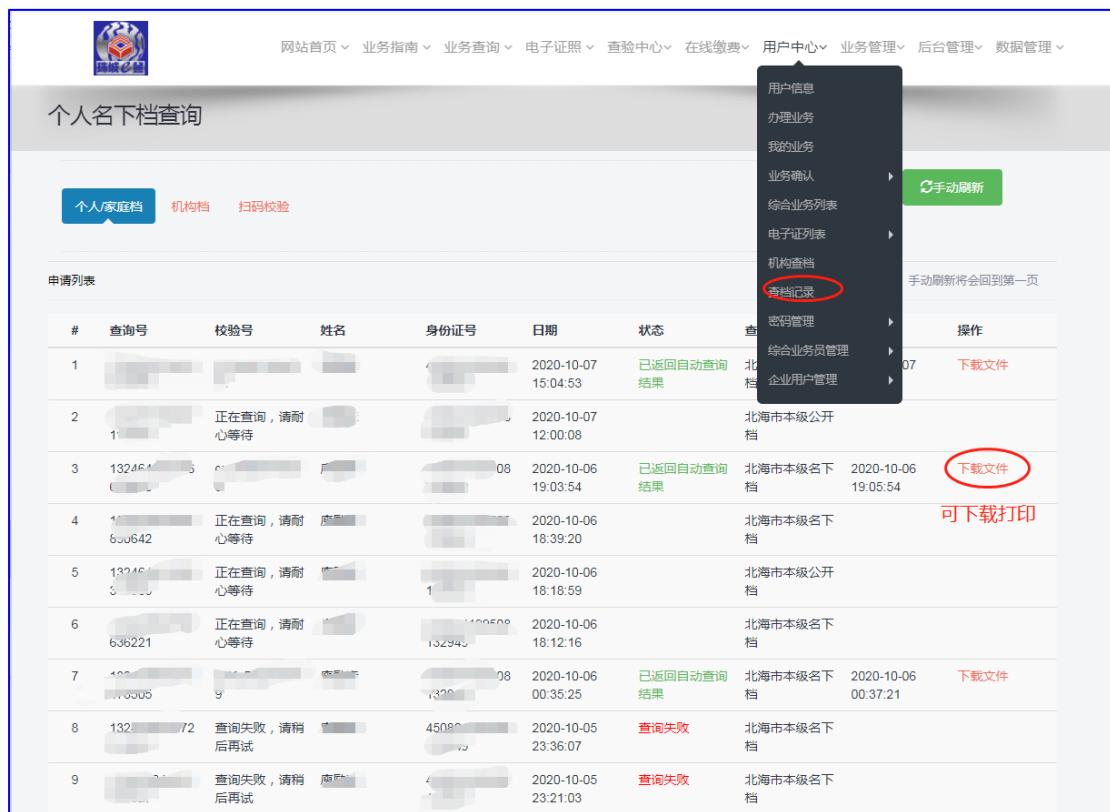 网站首页 业务指南 业务查询 电子证照 查验中心 在线缴费 用户中心 业务管理 后台管理 数据管理
个人名下档查询
用户信息
办理业务
我的业务
业务确认
综合业务列表
电子证列表
机构查档
查档记录
密码管理
综合业务员管理
企业用户管理
个人/家庭档 机构档 扫码校验
手动刷新
申请列表
手动刷新将会回到第一页
# 查询号 校验号 姓名 身份证号 日期 状态 查 操作
1 2020-10-07 已返回自动查询 北 07 下载文件
15:04:53 结果 档
2 正在查询，请耐 2020-10-07 北海市本级公开
心等待 12:00:08 档
3 2020-10-06 已返回自动查询 北海市本级名下 2020-10-06 下载文件
19:03:54 结果 档 19:05:54
可下载打印
4 正在查询，请耐 2020-10-06 北海市本级名下
心等待 18:39:20 档
5 正在查询，请耐 2020-10-06 北海市本级公开
心等待 18:18:59 档
6 正在查询，请耐 2020-10-06 北海市本级名下
636221 心等待 18:12:16 档
7 08 2020-10-06 已返回自动查询 北海市本级名下 2020-10-06 下载文件
9 00:35:25 结果 档 00:37:21
8 132 72 查询失败，请稍 4508 2020-10-05 查询失败 北海市本级名下
后再试 23:36:07 档
9 查询失败，请稍 2020-10-05 查询失败 北海市本级名下
后再试 23:21:03 档